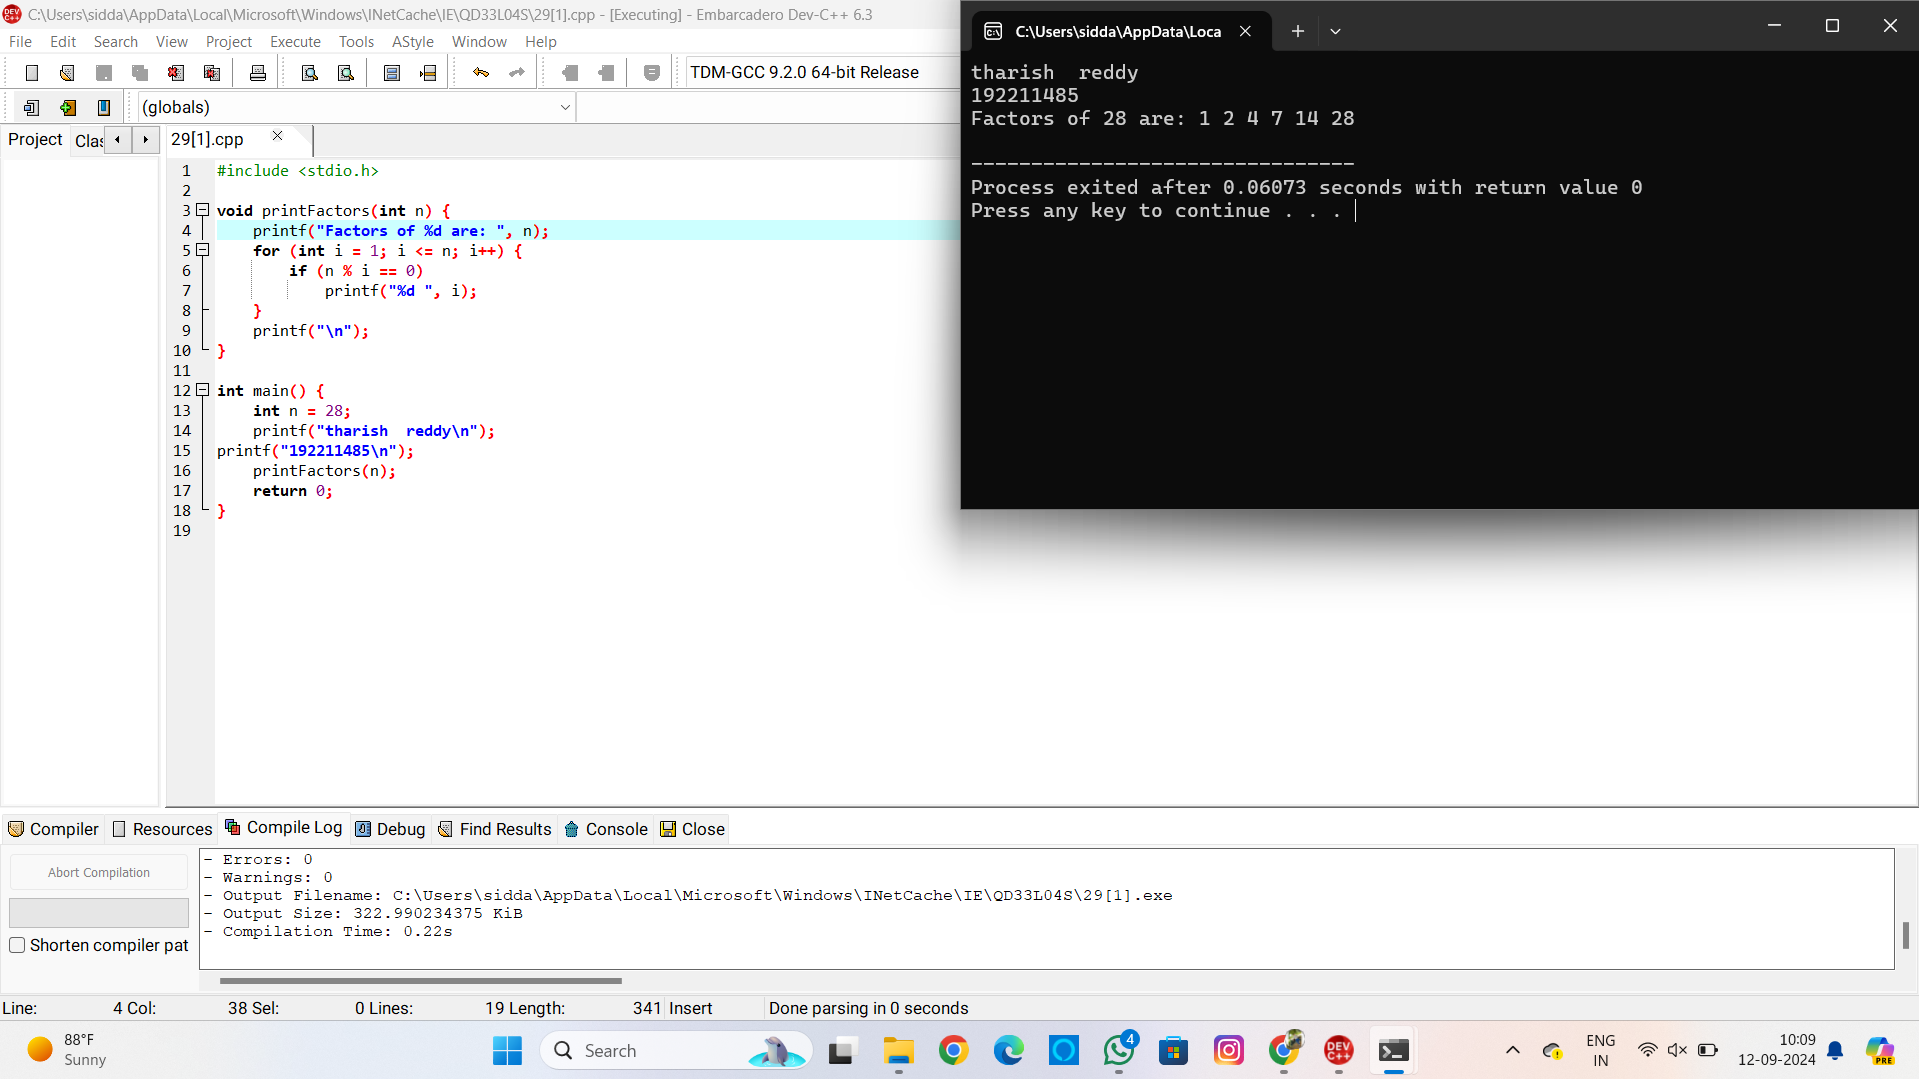 C:\Users\sidda\AppData\Local\Microsoft\Windows\INetCache\IE\QD33L04S\29[1].cpp - [Executing] - Embarcadero Dev-C++ 6.3
File Edit Search View Project Execute Tools AStyle Window Help
TDM-GCC 9.2.0 64-bit Release
(globals)
Project Clas 29[1].cpp
1 #include <stdio.h>
2
3 void printFactors(int n) {
4     printf("Factors of %d are: ", n);
5     for (int i = 1; i <= n; i++) {
6         if (n % i == 0)
7             printf("%d ", i);
8     }
9     printf("\n");
10 }
11
12 int main() {
13     int n = 28;
14     printf("tharish  reddy\n");
15 printf("192211485\n");
16     printFactors(n);
17     return 0;
18 }
19
C:\Users\sidda\AppData\Loca
tharish  reddy
192211485
Factors of 28 are: 1 2 4 7 14 28
--------------------------------
Process exited after 0.06073 seconds with return value 0
Press any key to continue . . .
Compiler Resources Compile Log Debug Find Results Console Close
Abort Compilation
Shorten compiler pat
- Errors: 0
- Warnings: 0
- Output Filename: C:\Users\sidda\AppData\Local\Microsoft\Windows\INetCache\IE\QD33L04S\29[1].exe
- Output Size: 322.990234375 KiB
- Compilation Time: 0.22s
Line: 4 Col: 38 Sel: 0 Lines: 19 Length: 341 Insert Done parsing in 0 seconds
88°F
Sunny
Search
DEV C++
4
PRE
ENG
IN
10:09
12-09-2024